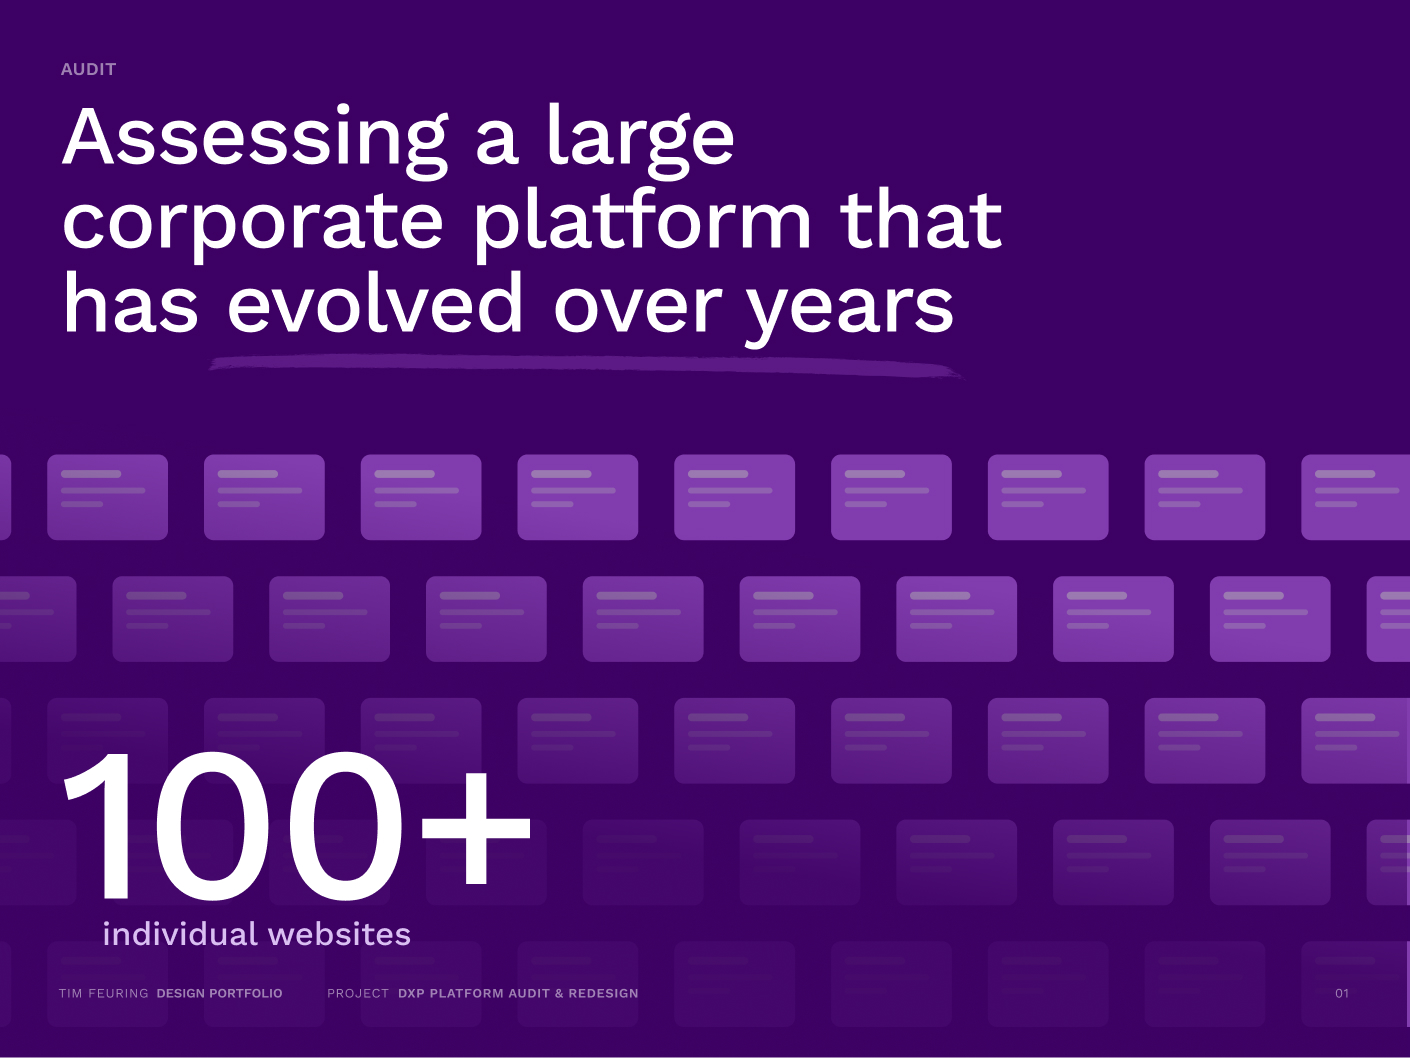 AUDIT
Assessing a large
corporate platform that
has evolved over years
100+
individual websites
TIM FEURING DESIGN PORTFOLIO PROJECT DXP PLATFORM AUDIT & REDESIGN 01